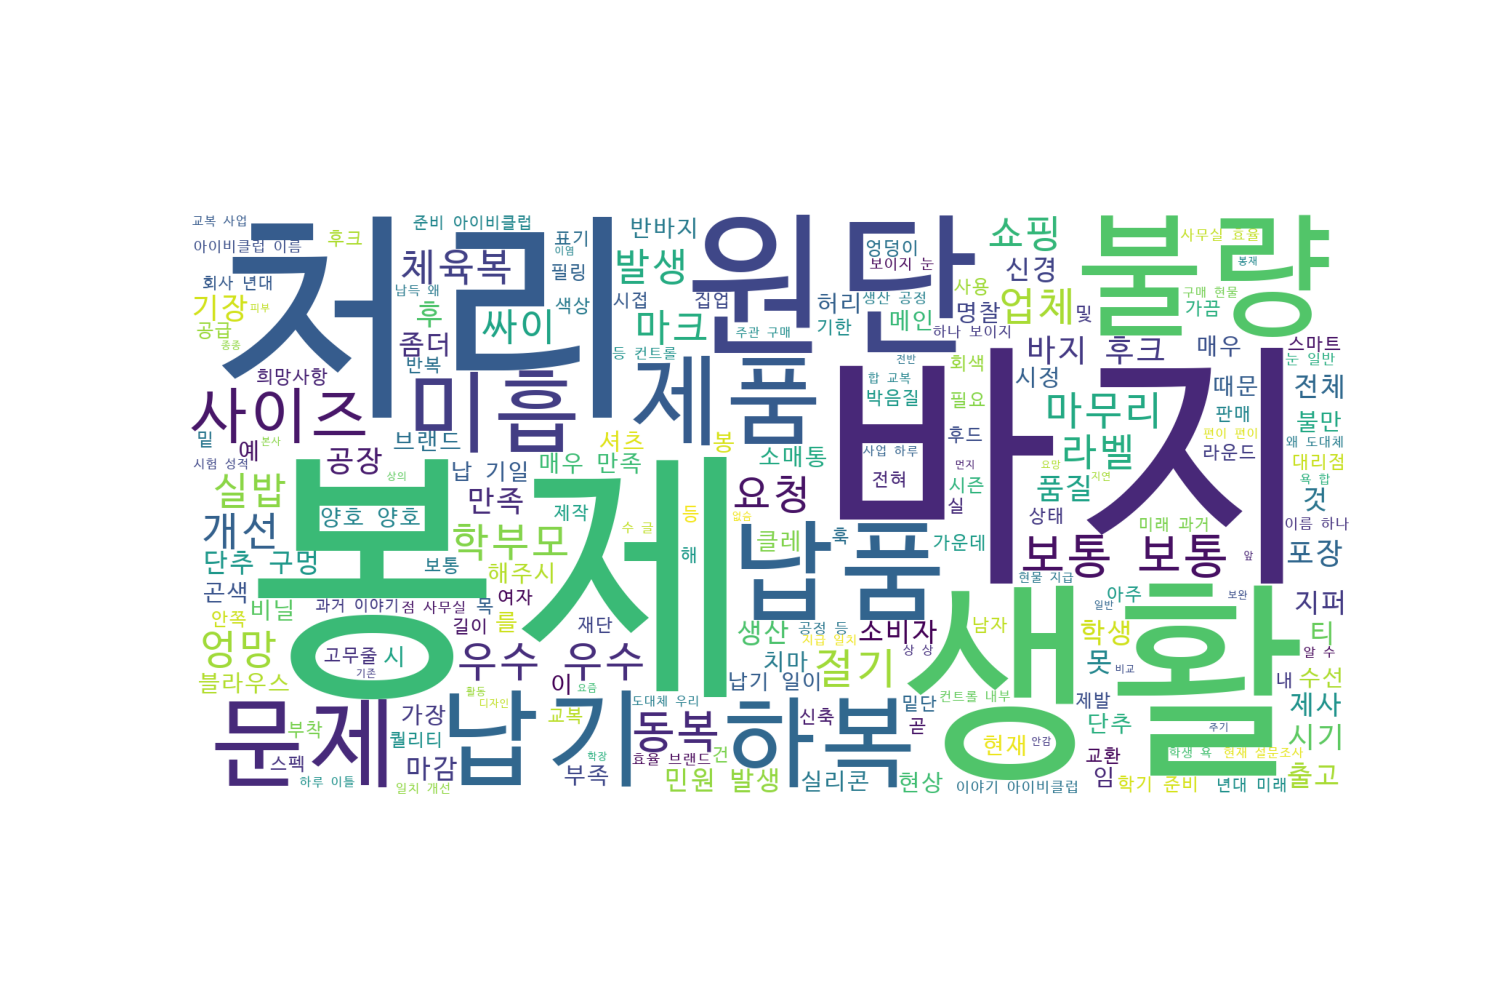 교복 사업
준비 아이비클럽
아이비클럽 이름
후크
회사 년대
기장
피부
공급
종종
처리
체육복
표기
이염
필링
반바지
발생
납득 왜
색상
시접
집업
후
싸이
마크
좀더
반복
등 컨트롤
희망사항
원단
엉덩이
보이지 눈
허리
생산 공정
기한
메인
주관 구매
쇼핑
신경
사용
명찰
업체
및
하나 보이지
불량
사무실 효율
봉재
구매 현물
가끔
바지 후크
매우
스마트
눈 일반
시정
때문
전체
사이즈
미흡
제품
전반
회색
합 교복
박음질
필요
바지
마무리
판매
불만
편이 편이
왜 도대체
라운드
대리점
밑
예
본사
브랜드
셔츠
봉
소매통
후드
사업 하루
먼지
라벨
요망
지연
시험 성적
공장
납 기일
매우 만족
전혀
시즌
실
품질
욕 합
것
실밥
상의
양호 양호
만족
제작
요청
등
없음
상태
미래 과거
이름 하나
개선
봉제
학부모
수 글
해
클레
훅
가운데
보통 보통
앞
포장
단추 구멍
보통
해주시
납품
현물 지급
곤색
비닐
과거 이야기
점 사무실
목
여자
안쪽
길이
를
재단
생산
공정 등
지급 일치
소비자
생활
남자
아주
일반
보완
지퍼
학생
티
엄망
고무줄
시
기존
우수 우수
치마
절기
상 상
못
비교
알 수
블라우스
이
납기 일이
밑단
컨트롤 내부
제발
내
수선
문제
부착
가장
활동
디자인
요즘
도대체 우리
교복
하복
신축
곧
현재
안감
단추
주기
제사
퀄리티
납기
동복
건
시기
스펙
마감
학장
효율 브랜드
부족
교환
학생 욕
현재 설문조사
하루 이틀
일치 개선
민원 발생
실리콘
현상
이야기 아이비클럽
임
학기 준비
년대 미래
출고